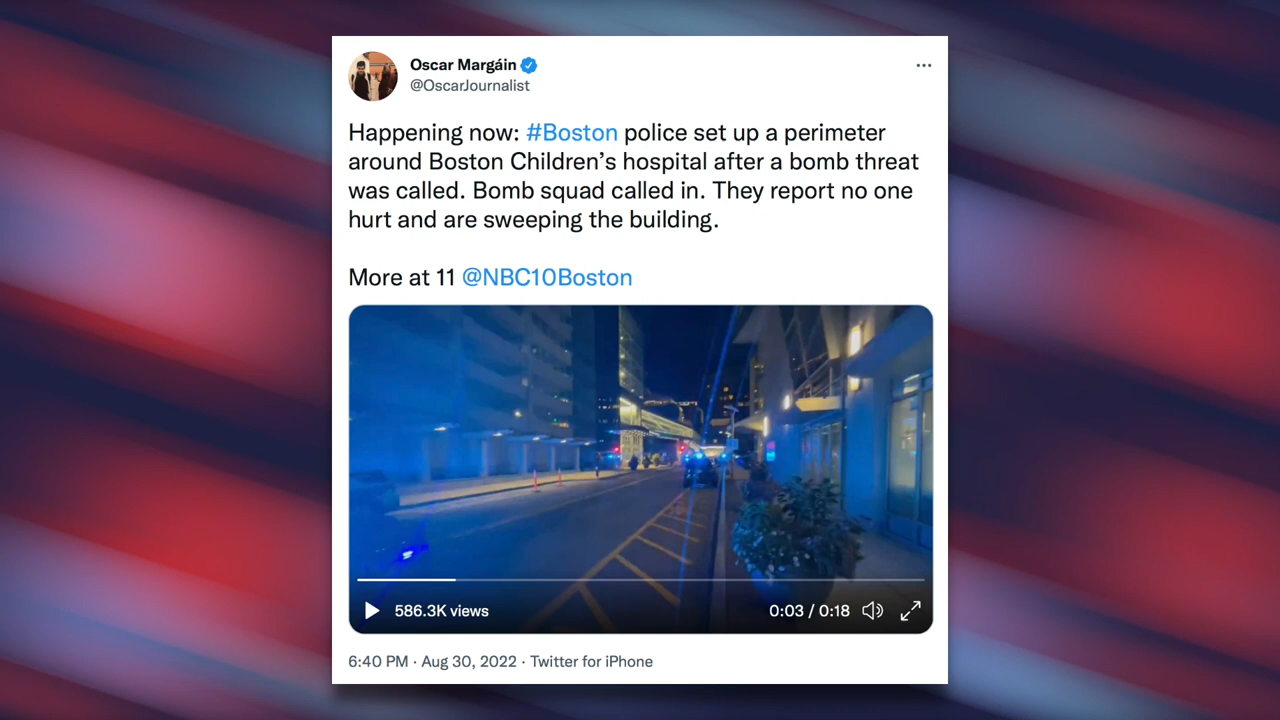 Oscar Margáin
@OscarJournalist
Happening now: #Boston police set up a perimeter
around Boston Children’s hospital after a bomb threat
was called. Bomb squad called in. They report no one
hurt and are sweeping the building.
More at 11 @NBC10Boston
586.3K views 0:03 / 0:18
6:40 PM · Aug 30, 2022 · Twitter for iPhone